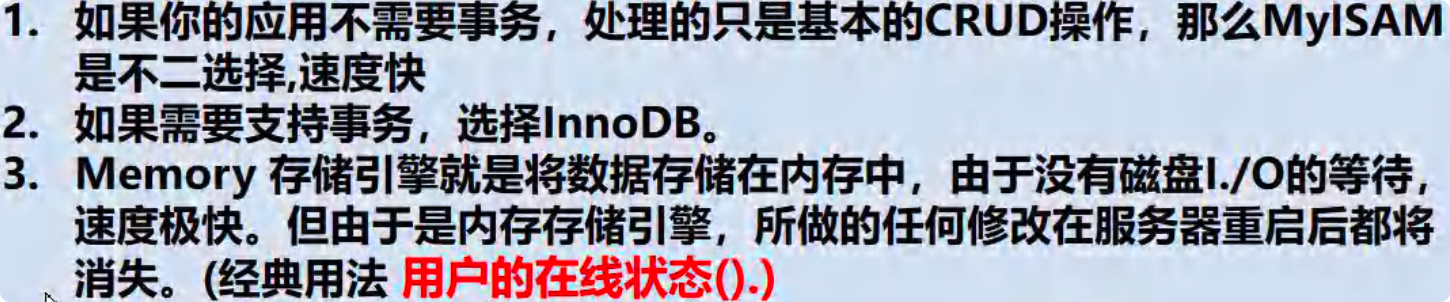 1. 如果你的应用不需要事务，处理的只是基本的CRUD操作，那么MyISAM
是不二选择,速度快
2. 如果需要支持事务，选择InnoDB。
3. Memory 存储引擎就是将数据存储在内存中，由于没有磁盘I./O的等待，
速度极快。但由于是内存存储引擎，所做的任何修改在服务器重启后都将
消失。(经典用法 用户的在线状态().)